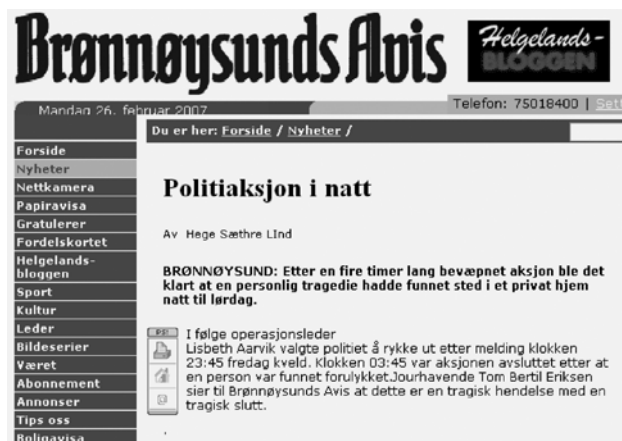 Brønnøysunds Avis
Helgelands-
BLOGGEN
Mandag 26. februar 2007
Telefon: 75018400 | Sett
Du er her: Forside / Nyheter /
Forside
Nyheter
Nettkamera
Papiravisa
Gratulerer
Fordelskortet
Helgelands-
bloggen
Sport
Kultur
Leder
Bildeserier
Været
Abonnement
Annonser
Tips oss
Boligavisa
Politiaksjon i natt
Av Hege Sæthre LInd
BRØNNØYSUND: Etter en fire timer lang bevæpnet aksjon ble det
klart at en personlig tragedie hadde funnet sted i et privat hjem
natt til lørdag.
I følge operasjonsleder
Lisbeth Aarvik valgte politiet å rykke ut etter melding klokken
23:45 fredag kveld. Klokken 03:45 var aksjonen avsluttet etter at
en person var funnet forulykket.Jourhavende Tom Bertil Eriksen
sier til Brønnøysunds Avis at dette er en tragisk hendelse med en
tragisk slutt.
.